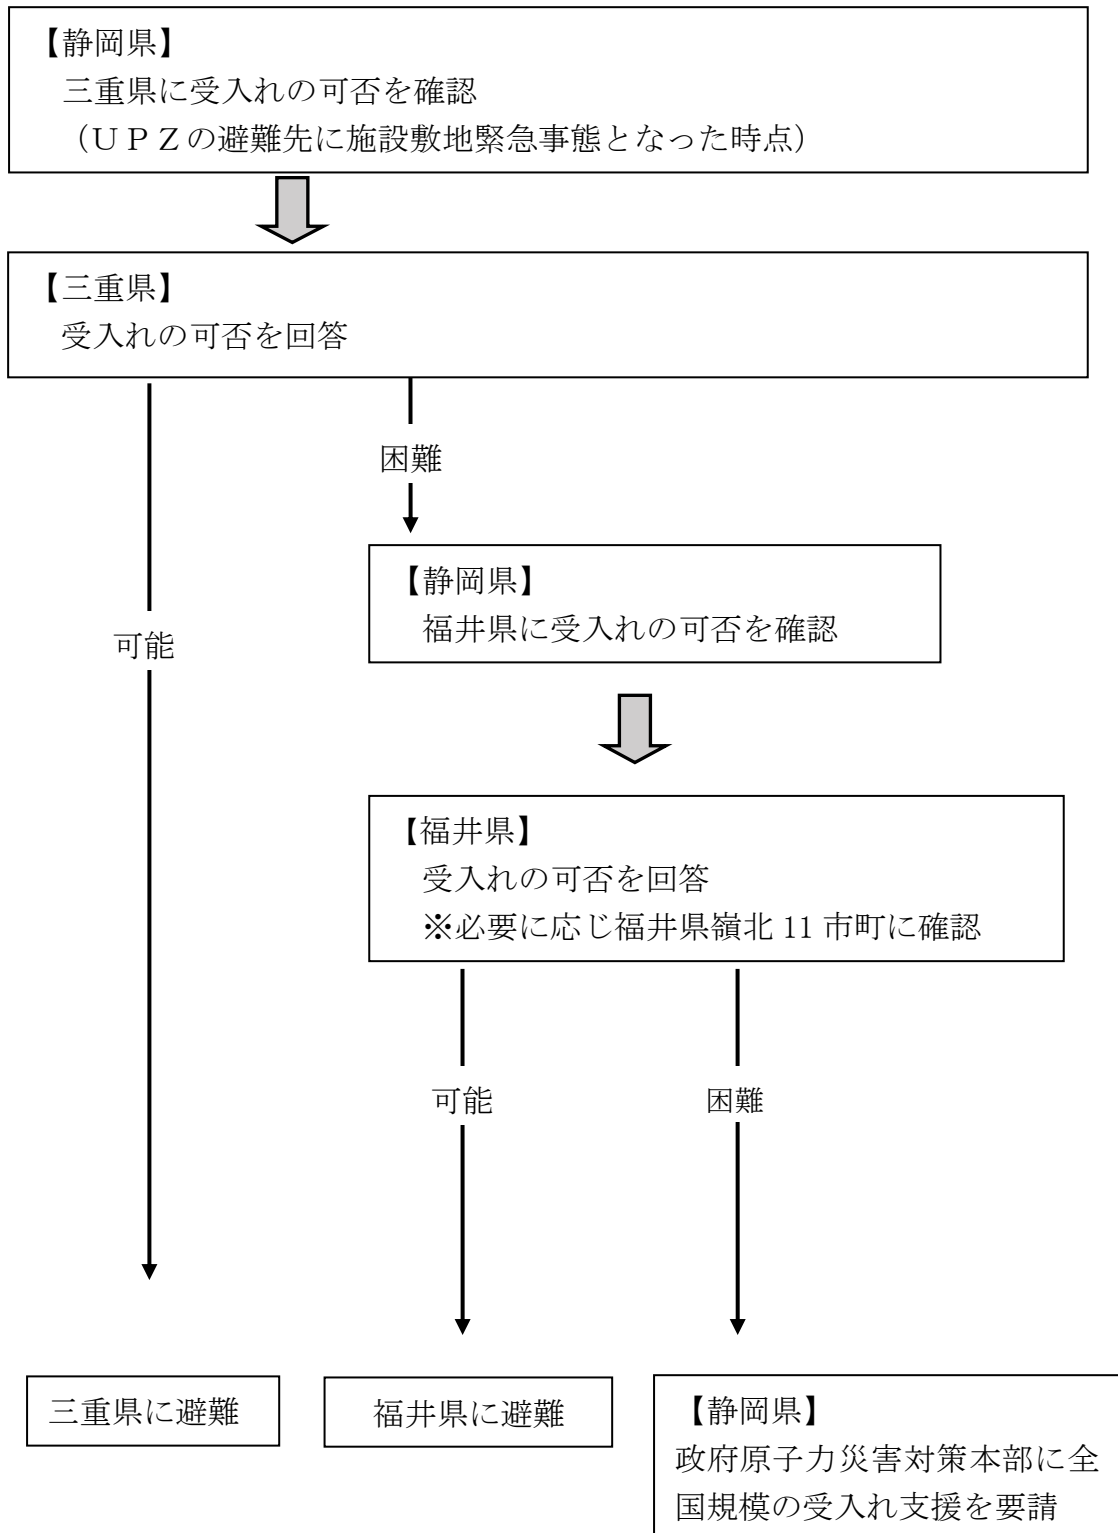 【静岡県】
三重県に受入れの可否を確認
（ＵＰＺの避難先に施設敷地緊急事態となった時点）
【三重県】
受入れの可否を回答
困難
【静岡県】
福井県に受入れの可否を確認
可能
【福井県】
受入れの可否を回答
※必要に応じ福井県嶺北 11 市町に確認
可能
困難
三重県に避難
福井県に避難
【静岡県】
政府原子力災害対策本部に全
国規模の受入れ支援を要請